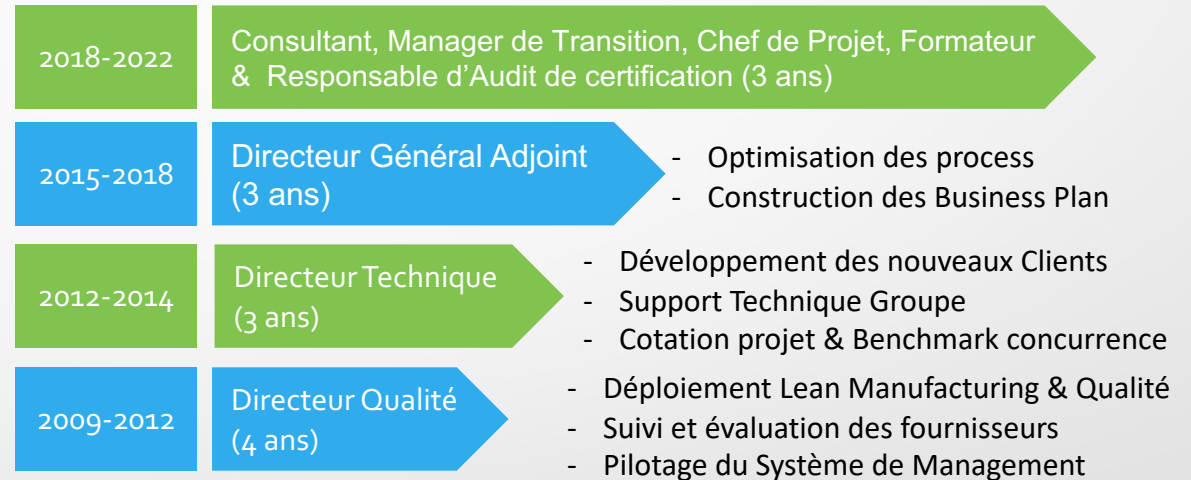 2018-2022
Consultant, Manager de Transition, Chef de Projet, Formateur
& Responsable d’Audit de certification (3 ans)
2015-2018
Directeur Général Adjoint
(3 ans)
- Optimisation des process
- Construction des Business Plan
2012-2014
Directeur Technique
(3 ans)
- Développement des nouveaux Clients
- Support Technique Groupe
- Cotation projet & Benchmark concurrence
2009-2012
Directeur Qualité
(4 ans)
- Déploiement Lean Manufacturing & Qualité
- Suivi et évaluation des fournisseurs
- Pilotage du Système de Management